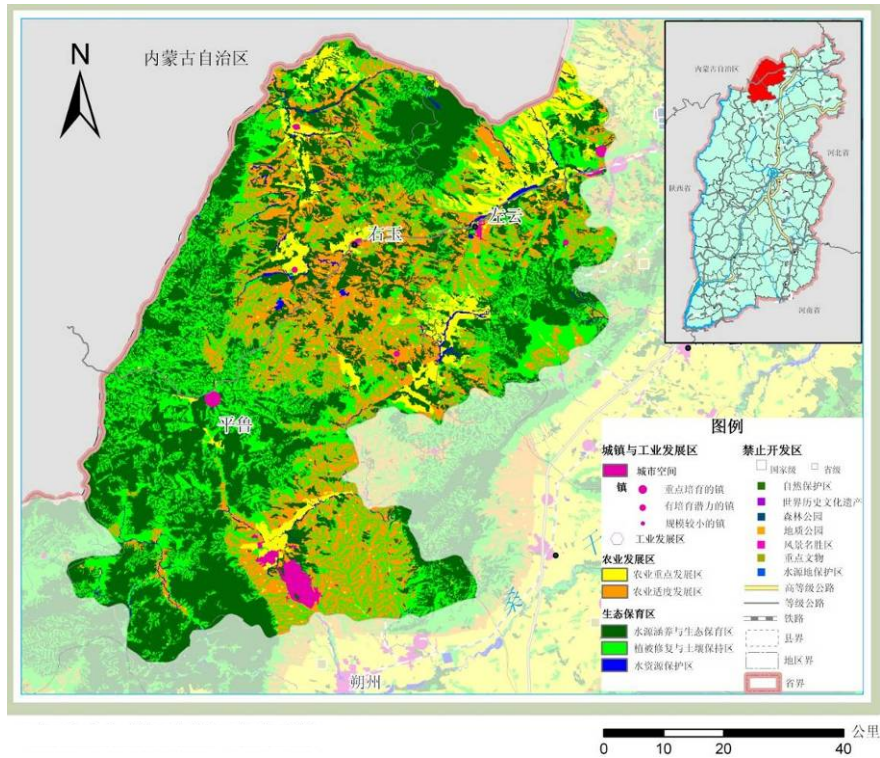 N
内蒙古自治区
右玉
左云
平鲁
朔州
桑
干
内蒙古自治区
陕西省
河北省
河南省
图例
城镇与工业发展区
城市空间
镇
重点培育的镇
有培育潜力的镇
规模较小的镇
工业发展区
农业发展区
农业重点发展区
农业适度发展区
生态保育区
水源涵养与生态保育区
植被修复与土壤保持区
水资源保护区
禁止开发区
国家级 省级
自然保护区
世界历史文化遗产
森林公园
地质公园
风景名胜区
重点文物
水源地保护区
高等级公路
等级公路
铁路
县界
地区界
省界
公里
0 10 20 40